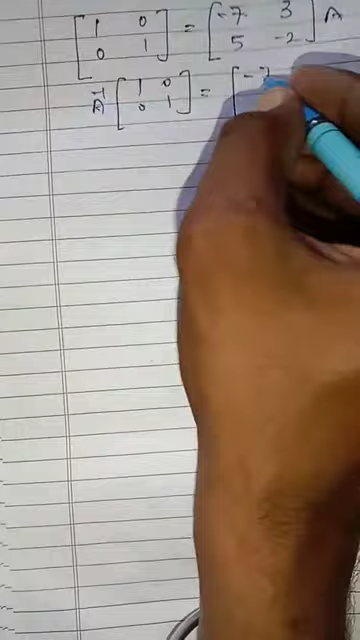 [1 0; 0 1] = [-7 3; 5 -2] A
A⁻¹ [1 0; 0 1] = [-7